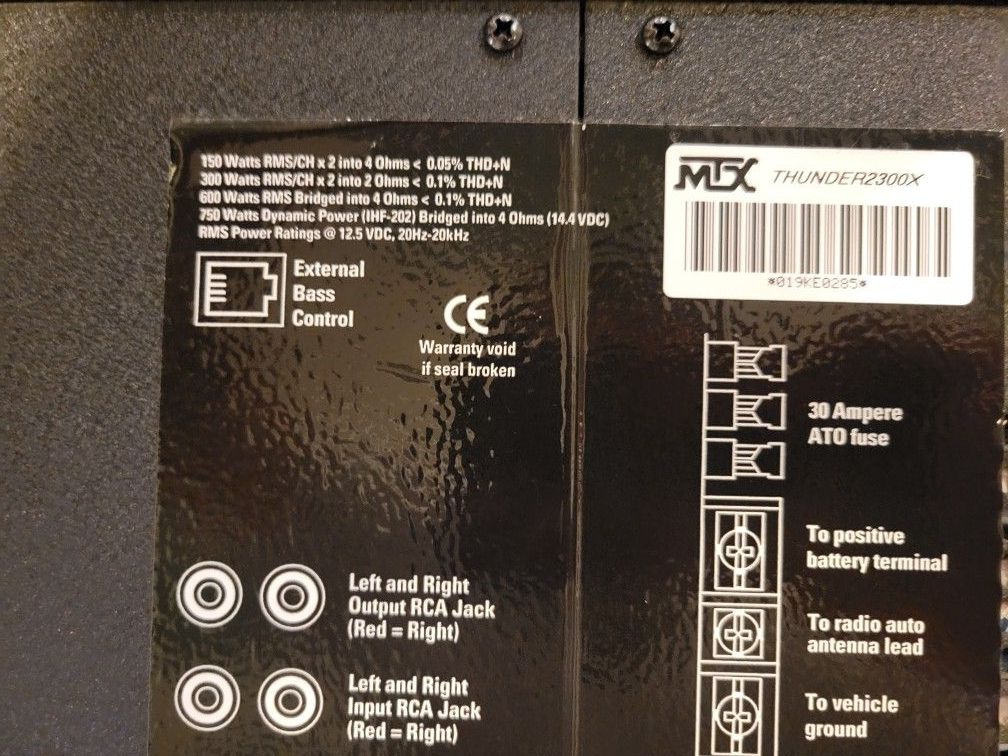 150 Watts RMS/CH x 2 into 4 Ohms < 0.05% THD+N
300 Watts RMS/CH x 2 into 2 Ohms < 0.1% THD+N
600 Watts RMS Bridged into 4 Ohms < 0.1% THD+N
750 Watts Dynamic Power (IHF-202) Bridged into 4 Ohms (14.4 VDC)
RMS Power Ratings @ 12.5 VDC, 20Hz-20kHz
External
Bass
Control
CE
Warranty void
if seal broken
MTX THUNDER2300X
*019KE0285*
30 Ampere
ATO fuse
To positive
battery terminal
To radio auto
antenna lead
To vehicle
ground
Left and Right
Output RCA Jack
(Red = Right)
Left and Right
Input RCA Jack
(Red = Right)